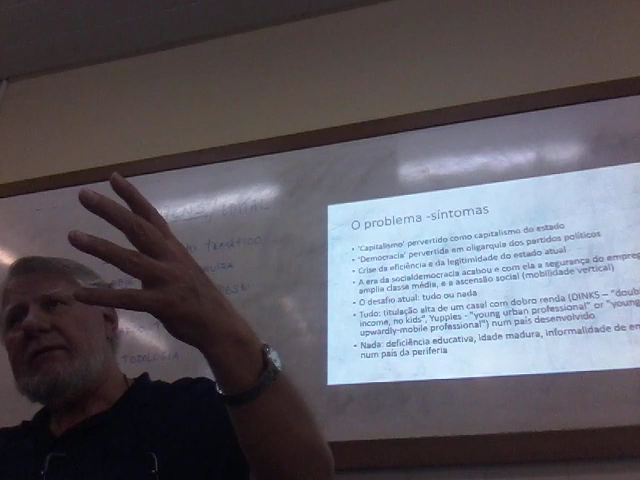 O problema -sintomas
• 'Capitalismo' pervertido como capitalismo do estado
• 'Democracia' pervertida em oligarquia dos partidos políticos
• Crise da eficiência e da legitimidade do estado atual
• A era da socialdemocracia acabou e com ela a segurança do empreg
ampla classe média, e a ascensão social (mobilidade vertical)
• O desafio atual: tudo ou nada
• Tudo: titulação alta de um casal com dobro renda (DINKS – "doubl
income, no kids", Yupples - "young urban professional" or "young
upwardly-mobile professional") num país desenvolvido
• Nada: deficiência educativa, idade madura, informalidade de em
num país da periferia